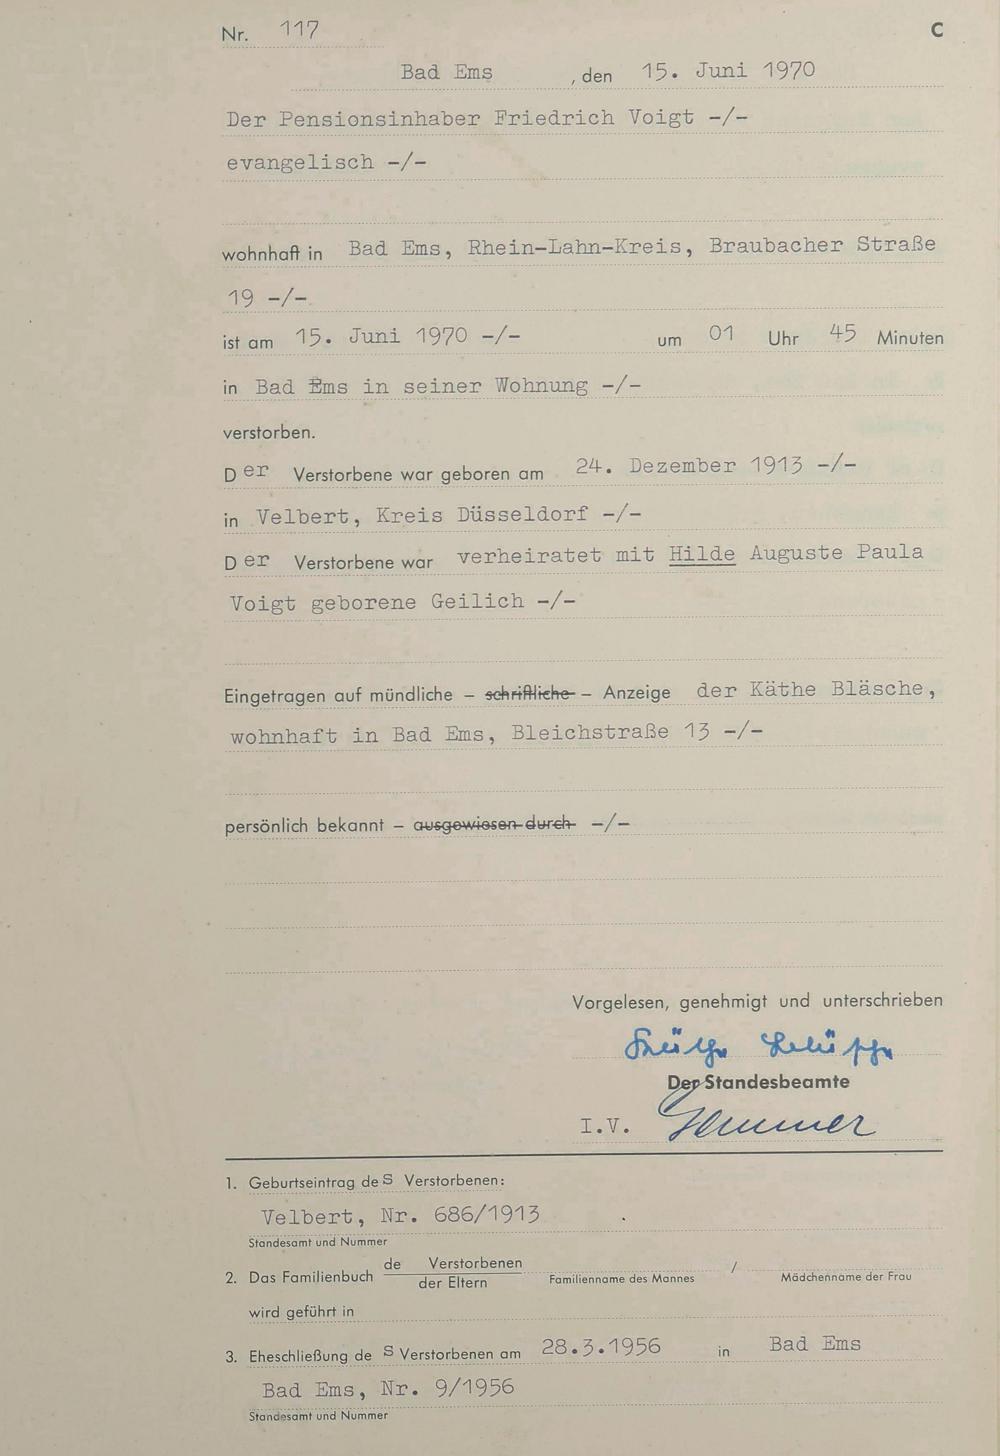 Nr. 117 C
Bad Ems , den 15. Juni 1970
Der Pensionsinhaber Friedrich Voigt -/-
evangelisch -/-
wohnhaft in Bad Ems, Rhein-Lahn-Kreis, Braubacher Straße
19 -/-
ist am 15. Juni 1970 -/- um 01 Uhr 45 Minuten
in Bad Ems in seiner Wohnung -/-
verstorben.
Der Verstorbene war geboren am 24. Dezember 1913 -/-
in Velbert, Kreis Düsseldorf -/-
Der Verstorbene war verheiratet mit Hilde Auguste Paula
Voigt geborene Geilich -/-
Eingetragen auf mündliche - schriftliche - Anzeige der Käthe Bläsche,
wohnhaft in Bad Ems, Bleichstraße 13 -/-
persönlich bekannt - ausgewiesen durch -/-
Vorgelesen, genehmigt und unterschrieben
Käthe Bläsche
Der Standesbeamte
I.V.
1. Geburtseintrag des Verstorbenen:
Velbert, Nr. 686/1913
Standesamt und Nummer
2. Das Familienbuch de Verstorbenen / der Eltern Familienname des Mannes / Mädchenname der Frau
wird geführt in
3. Eheschließung des Verstorbenen am 28.3.1956 in Bad Ems
Bad Ems, Nr. 9/1956
Standesamt und Nummer